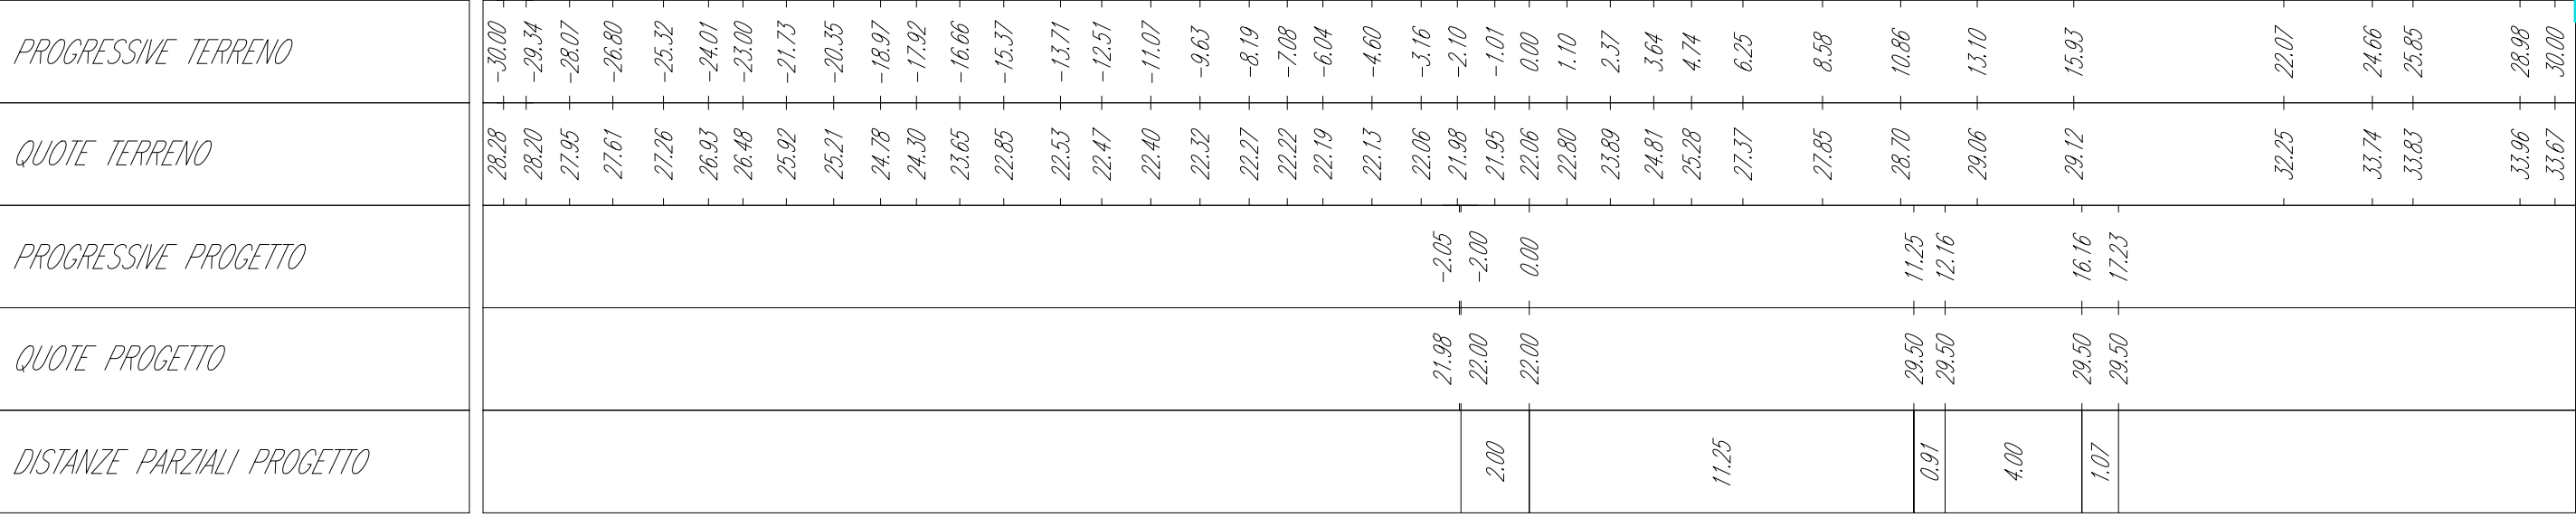 PROGRESSIVE TERRENO -30.00 -29.34 -28.07 -26.80 -25.32 -24.01 -23.00 -21.73 -20.35 -18.97 -17.92 -16.66 -15.37 -13.71 -12.51 -11.07 -9.63 -8.19 -7.08 -6.04 -4.60 -3.16 -2.10 -1.01 0.00 1.10 2.37 3.64 4.74 6.25 8.58 10.86 13.10 15.93 22.07 24.66 25.85 28.98 30.00
QUOTE TERRENO 28.28 28.20 27.95 27.61 27.26 26.93 26.48 25.92 25.21 24.78 24.30 23.65 22.85 22.53 22.47 22.40 22.32 22.27 22.22 22.19 22.13 22.06 21.98 21.95 22.06 22.80 23.89 24.81 25.28 27.37 27.85 28.70 29.06 29.12 32.25 33.74 33.83 33.96 33.67
PROGRESSIVE PROGETTO -2.05 -2.00 0.00 11.25 12.16 16.16 17.23
QUOTE PROGETTO 21.98 22.00 22.00 29.50 29.50 29.50 29.50
DISTANZE PARZIALI PROGETTO 2.00 11.25 0.91 4.00 1.07